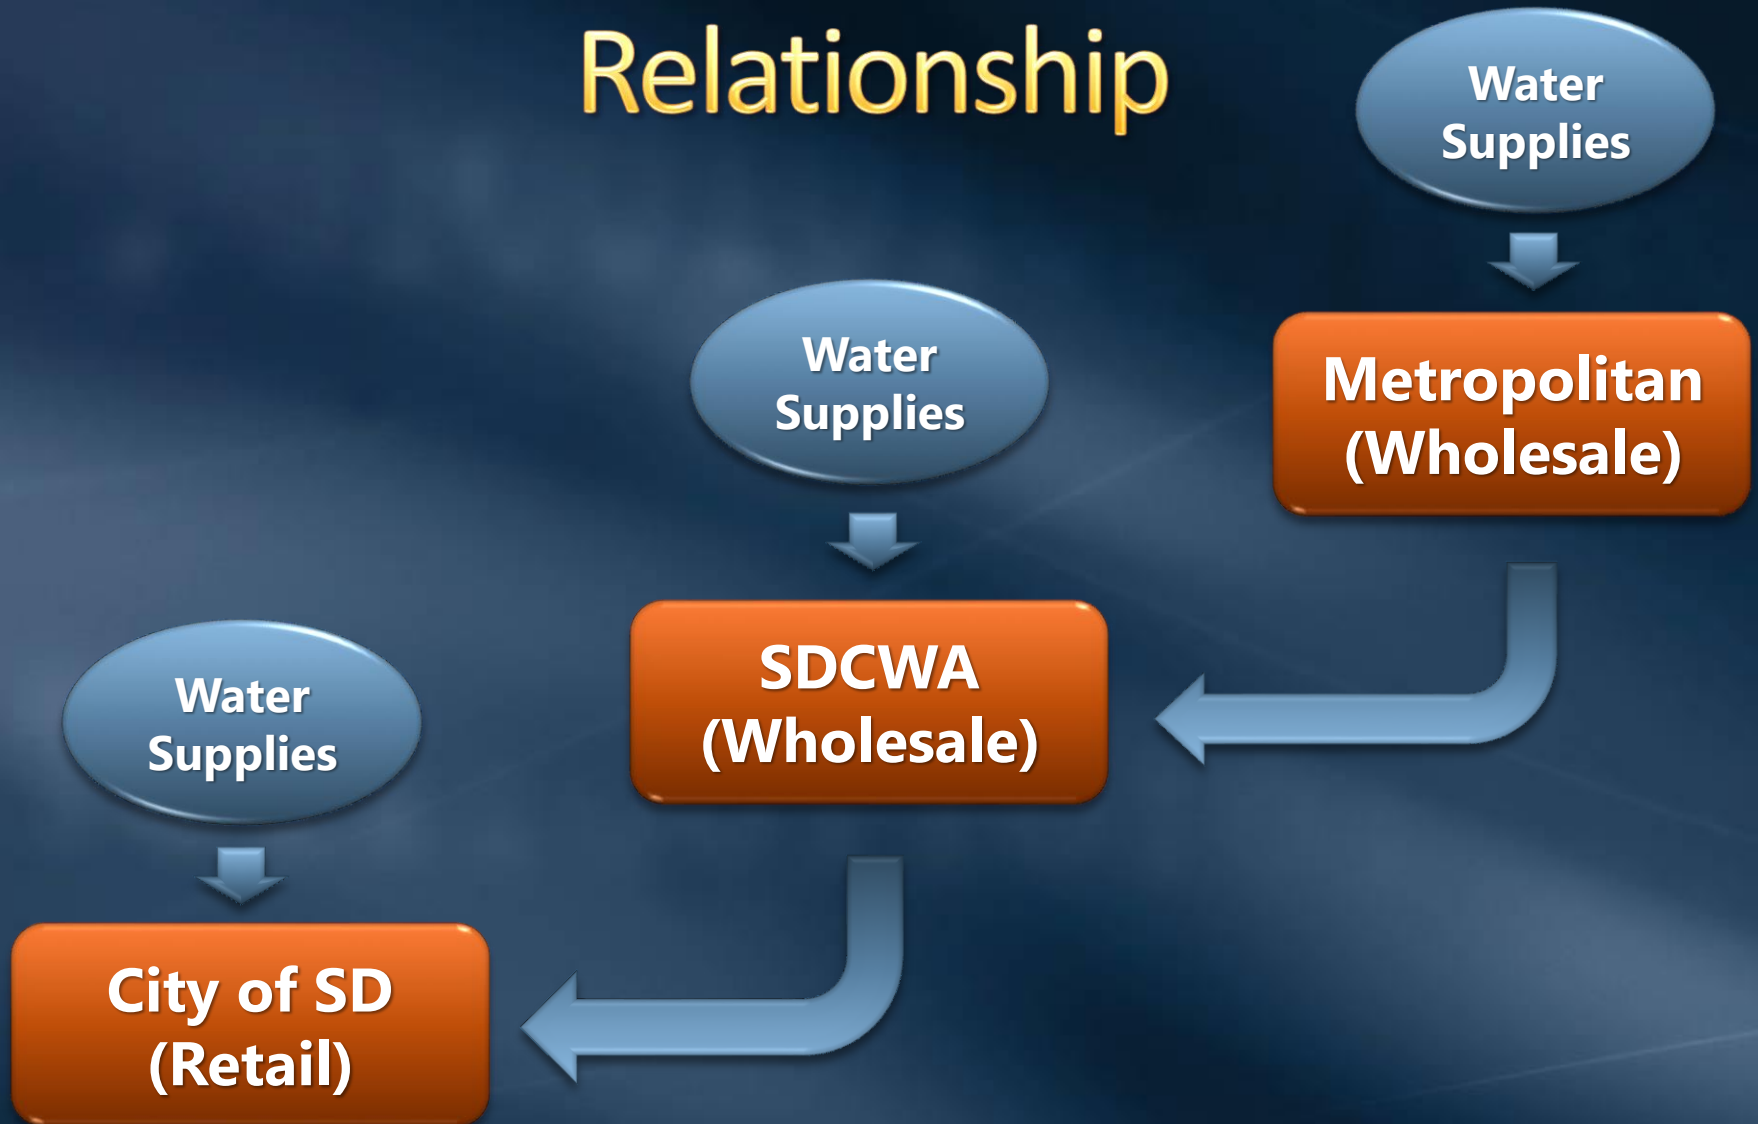 Relationship
Water
Supplies
Metropolitan
(Wholesale)
Water
Supplies
SDCWA
(Wholesale)
Water
Supplies
City of SD
(Retail)